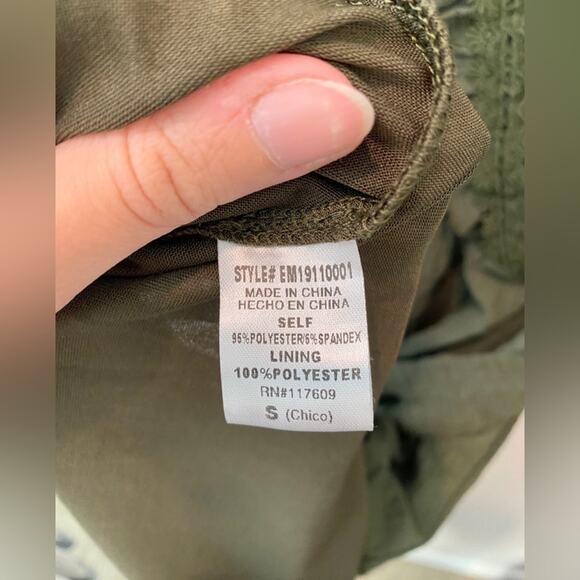 STYLE# EM19110001
MADE IN CHINA
HECHO EN CHINA
SELF
95%POLYESTER/5%SPANDEX
LINING
100%POLYESTER
RN#117609
S (Chico)